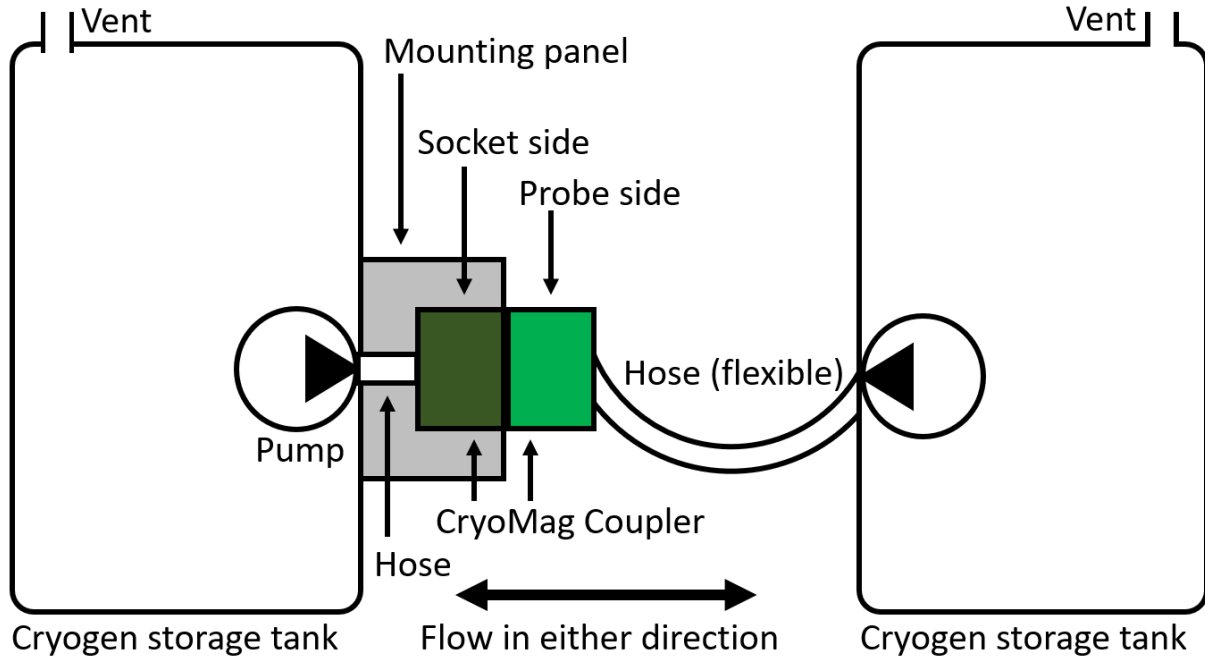 Vent
Vent
Mounting panel
Socket side
Probe side
Hose (flexible)
Pump
CryoMag Coupler
Hose
Cryogen storage tank
Flow in either direction
Cryogen storage tank